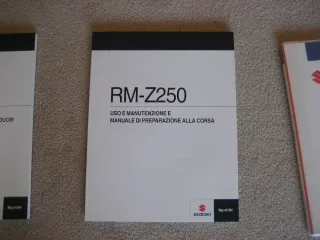 RM-Z250
USO E MANUTENZIONE E
MANUALE DI PREPARAZIONE ALLA CORSA
SUZUKI